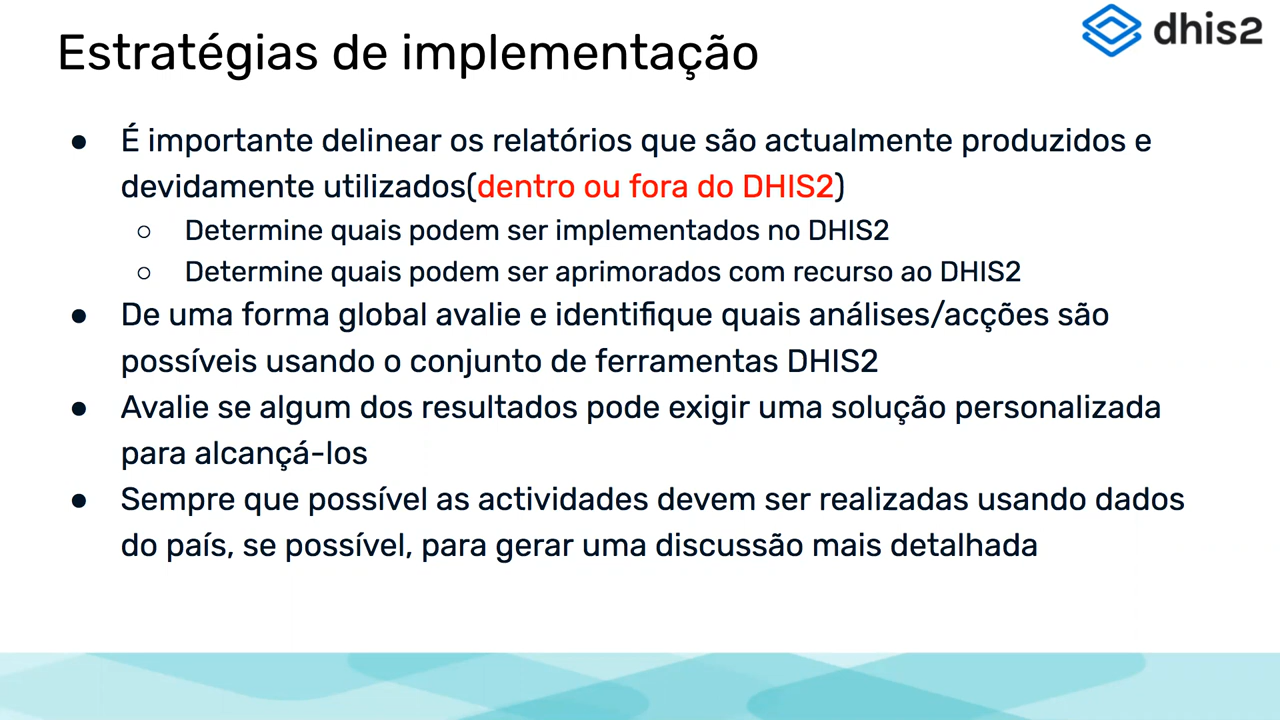 Estratégias de implementação
dhis2
● É importante delinear os relatórios que são actualmente produzidos e
devidamente utilizados(dentro ou fora do DHIS2)
○ Determine quais podem ser implementados no DHIS2
○ Determine quais podem ser aprimorados com recurso ao DHIS2
● De uma forma global avalie e identifique quais análises/acções são
possíveis usando o conjunto de ferramentas DHIS2
● Avalie se algum dos resultados pode exigir uma solução personalizada
para alcançá-los
● Sempre que possível as actividades devem ser realizadas usando dados
do país, se possível, para gerar uma discussão mais detalhada